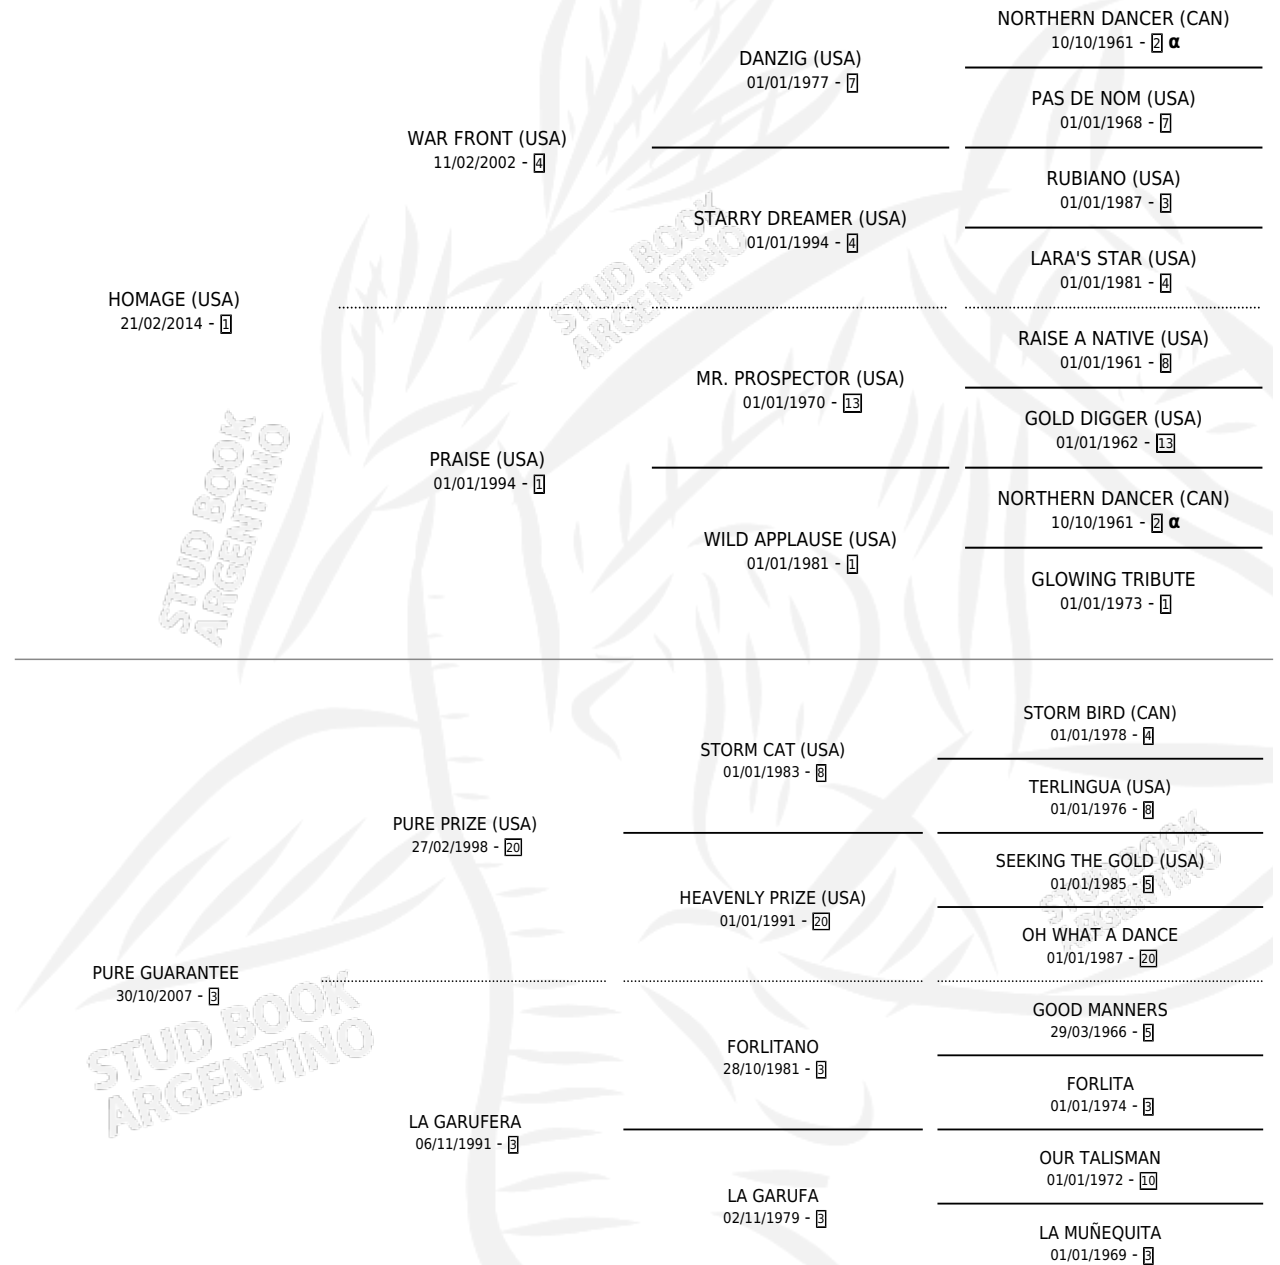 NORTHERN DANCER (CAN)
10/10/1961 - 2 α
DANZIG (USA)
01/01/1977 - 7
PAS DE NOM (USA)
01/01/1968 - 7
WAR FRONT (USA)
11/02/2002 - 4
RUBIANO (USA)
01/01/1987 - 3
STARRY DREAMER (USA)
01/01/1994 - 4
LARA'S STAR (USA)
01/01/1981 - 4
HOMAGE (USA)
21/02/2014 - 1
RAISE A NATIVE (USA)
01/01/1961 - 8
MR. PROSPECTOR (USA)
01/01/1970 - 13
GOLD DIGGER (USA)
01/01/1962 - 13
PRAISE (USA)
01/01/1994 - 1
NORTHERN DANCER (CAN)
10/10/1961 - 2 α
WILD APPLAUSE (USA)
01/01/1981 - 1
GLOWING TRIBUTE
01/01/1973 - 1
STORM BIRD (CAN)
01/01/1978 - 4
STORM CAT (USA)
01/01/1983 - 8
TERLINGUA (USA)
01/01/1976 - 8
PURE PRIZE (USA)
27/02/1998 - 20
SEEKING THE GOLD (USA)
01/01/1985 - 5
HEAVENLY PRIZE (USA)
01/01/1991 - 20
OH WHAT A DANCE
01/01/1987 - 20
PURE GUARANTEE
30/10/2007 - 3
GOOD MANNERS
29/03/1966 - 5
FORLITANO
28/10/1981 - 3
FORLITA
01/01/1974 - 3
LA GARUFERA
06/11/1991 - 3
OUR TALISMAN
01/01/1972 - 10
LA GARUFA
02/11/1979 - 3
LA MUÑEQUITA
01/01/1969 - 3
STUD BOOK
ARGENTINO
STUD BOOK
ARGENTINO
STUD BOOK
ARGENTINO
STUD BOOK
ARGENTINO